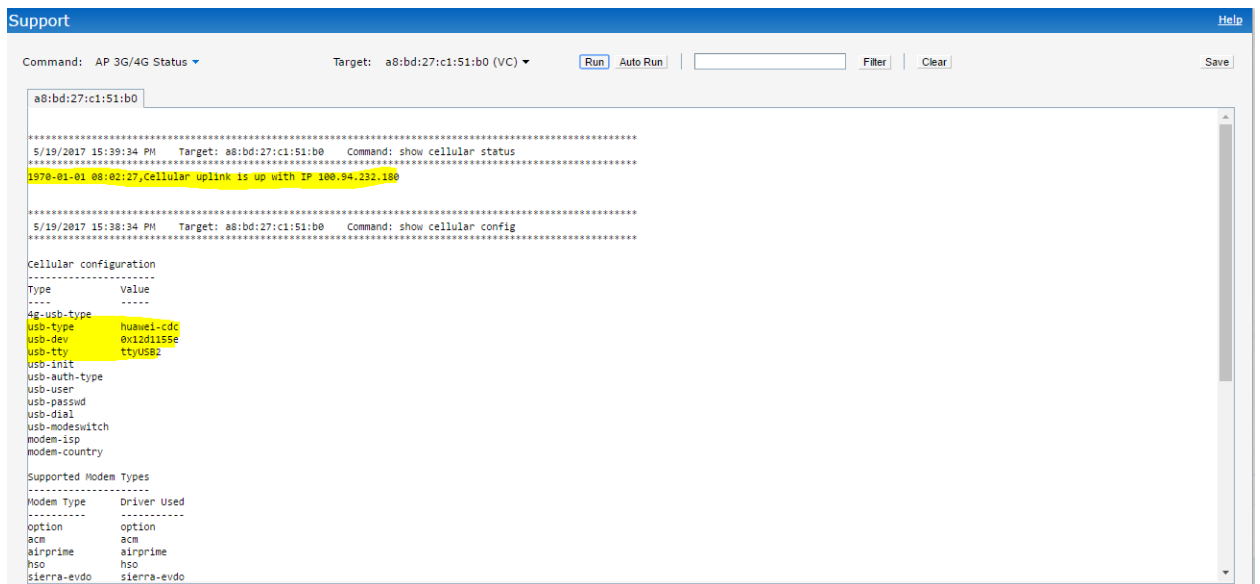 Support Help
Command: AP 3G/4G Status Target: a8:bd:27:c1:51:b0 (VC) Run Auto Run Filter Clear Save
a8:bd:27:c1:51:b0
*********************************************************************************************************
5/19/2017 15:39:34 PM Target: a8:bd:27:c1:51:b0 Command: show cellular status
*********************************************************************************************************
1970-01-01 08:02:27,Cellular uplink is up with IP 100.94.232.180
*********************************************************************************************************
5/19/2017 15:38:34 PM Target: a8:bd:27:c1:51:b0 Command: show cellular config
*********************************************************************************************************
Cellular configuration
----------------------
Type Value
---- -----
4g-usb-type
usb-type huawei-cdc
usb-dev 0x12d1155e
usb-tty ttyUSB2
usb-init
usb-auth-type
usb-user
usb-passwd
usb-dial
usb-modeswitch
modem-isp
modem-country
Supported Modem Types
---------------------
Modem Type Driver Used
---------- -----------
option option
acm acm
airprime airprime
hso hso
sierra-evdo sierra-evdo